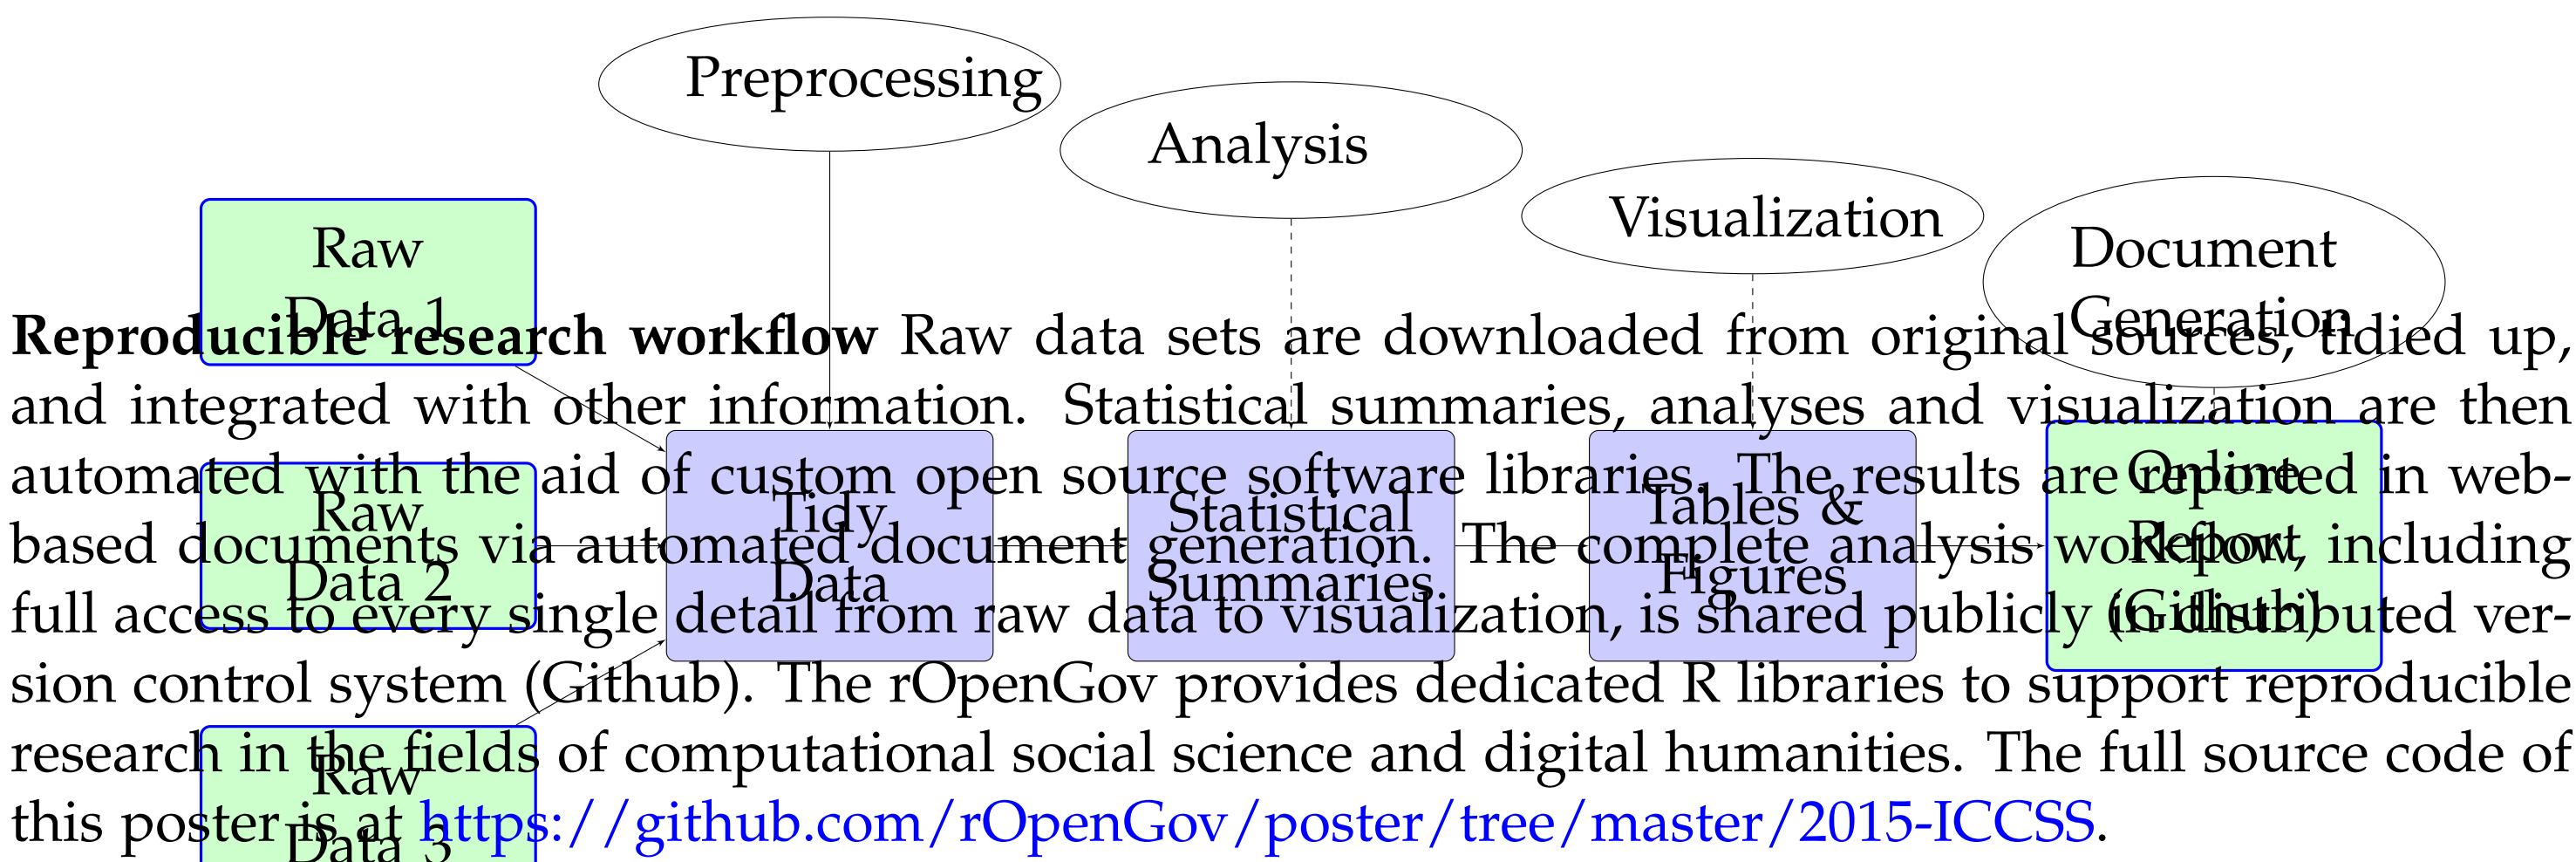 Preprocessing
Analysis
Visualization
Document
Generation
Raw
Data 1
Raw
Data 2
Raw
Data 3
Tidy
Data
Statistical
Summaries
Tables &
Figures
Online
Report
(Github)
Reproducible research workflow Raw data sets are downloaded from original sources, tidied up,
and integrated with other information. Statistical summaries, analyses and visualization are then
automated with the aid of custom open source software libraries. The results are reported in web-
based documents via automated document generation. The complete analysis workflow, including
full access to every single detail from raw data to visualization, is shared publicly in distributed ver-
sion control system (Github). The rOpenGov provides dedicated R libraries to support reproducible
research in the fields of computational social science and digital humanities. The full source code of
this poster is at https://github.com/rOpenGov/poster/tree/master/2015-ICCSS.